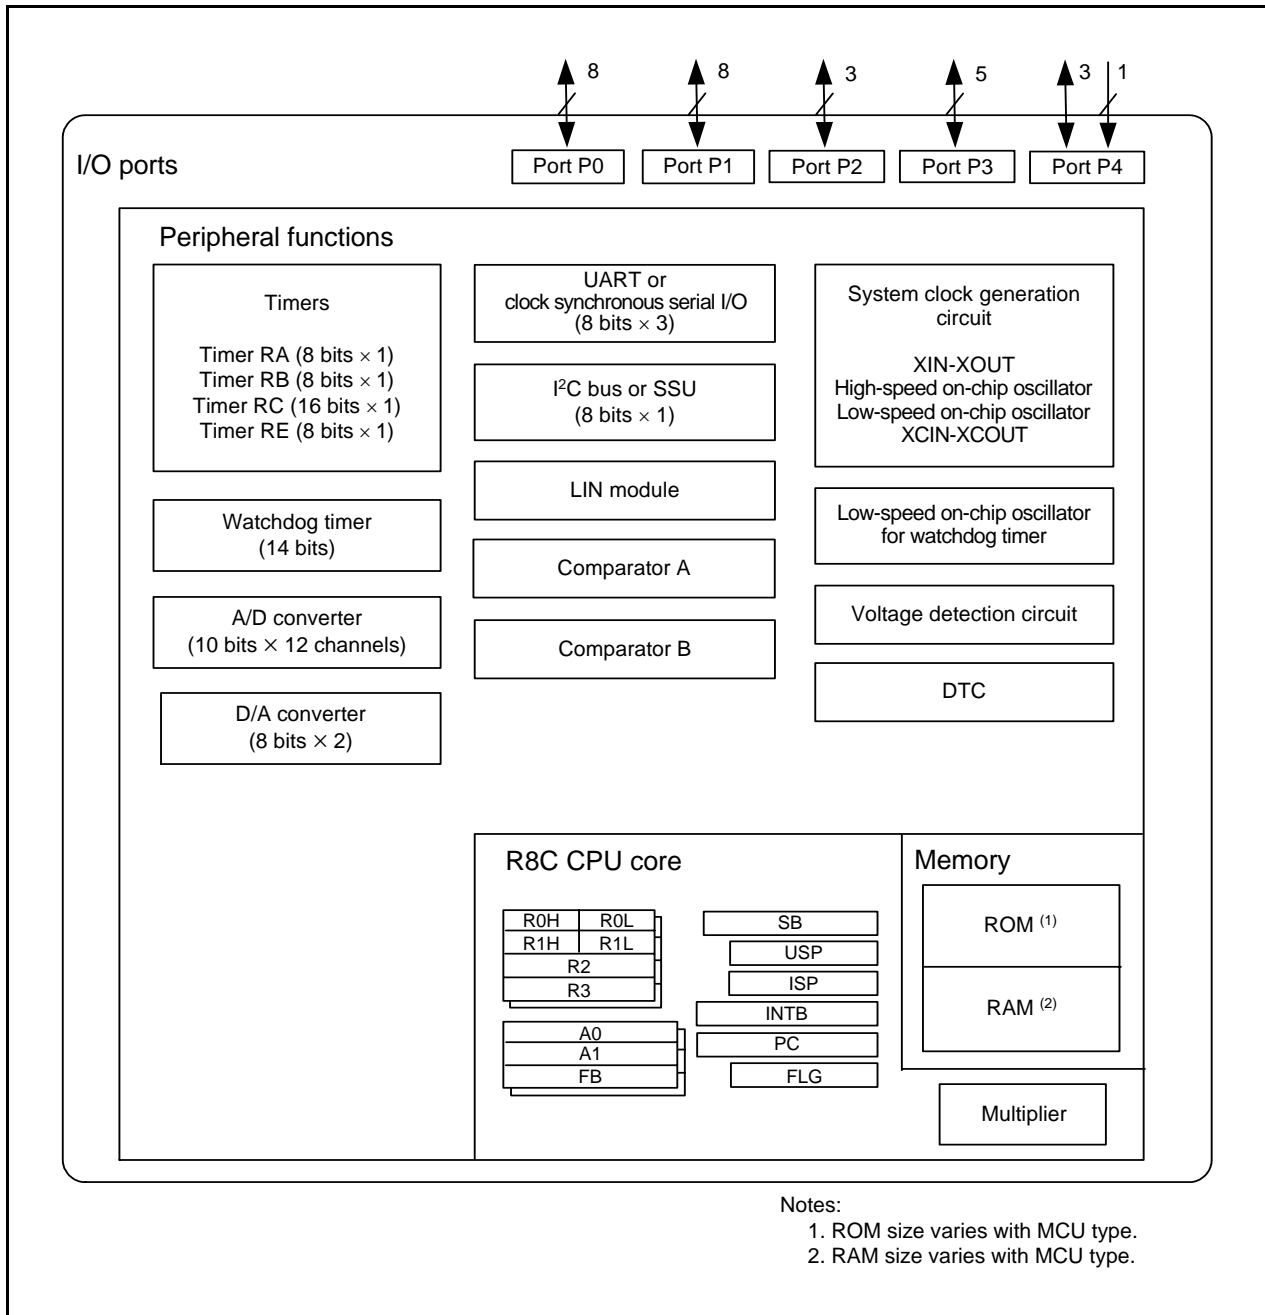 8
8
3
5
3
1
I/O ports
Port P0
Port P1
Port P2
Port P3
Port P4
Peripheral functions
Timers
Timer RA (8 bits × 1)
Timer RB (8 bits × 1)
Timer RC (16 bits × 1)
Timer RE (8 bits × 1)
Watchdog timer
(14 bits)
A/D converter
(10 bits × 12 channels)
D/A converter
(8 bits × 2)
UART or
clock synchronous serial I/O
(8 bits × 3)
I²C bus or SSU
(8 bits × 1)
LIN module
Comparator A
Comparator B
System clock generation
circuit
XIN-XOUT
High-speed on-chip oscillator
Low-speed on-chip oscillator
XCIN-XCOUT
Low-speed on-chip oscillator
for watchdog timer
Voltage detection circuit
DTC
R8C CPU core
R0H
R0L
R1H
R1L
R2
R3
A0
A1
FB
SB
USP
ISP
INTB
PC
FLG
Memory
ROM (1)
RAM (2)
Multiplier
Notes:
1. ROM size varies with MCU type.
2. RAM size varies with MCU type.